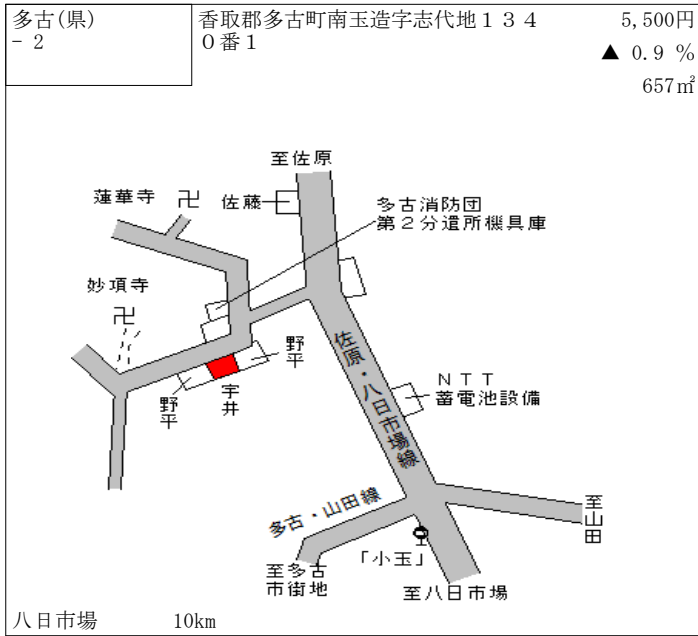 多古(県)
- 2
香取郡多古町南玉造字志代地１３４
０番１
5,500円
▲ 0.9 %
657㎡
至佐原
蓮華寺
卍
佐藤
多古消防団
第２分遣所機具庫
妙項寺
卍
野平
宇井
野平
佐原・八日市場線
ＮＴＴ
蓄電池設備
多古・山田線
至山田
「小玉」
至多古
市街地
至八日市場
八日市場
10km